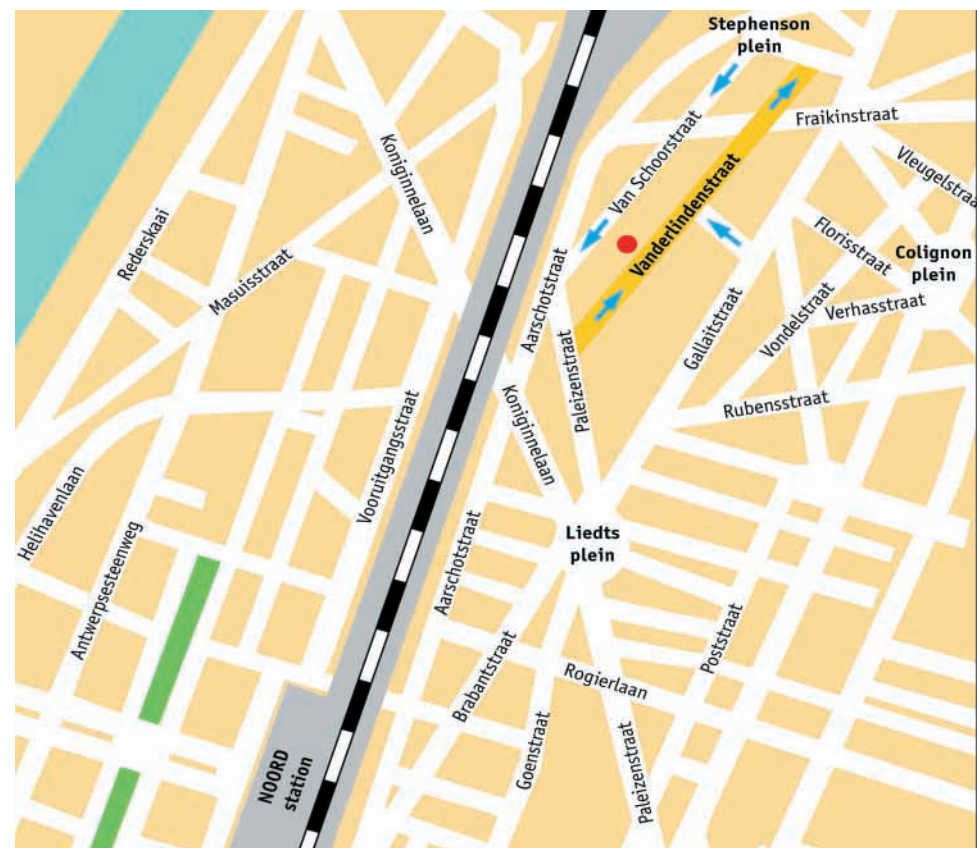 Stephenson
plein
Fraikinstraat
Van Schoorstraat
Vleugelstraa
Koniginnelaan
Vanderlindenstraat
Rederskaai
Florisstraat
Colignon
plein
Masuisstraat
Aarschotstraat
Vondelstraat
Verhasstraat
Gallaitstraat
Paleizenstraat
Rubensstraat
Koniginnelaan
Vooruitgangsstraat
Helihavenlaan
Liedts
plein
Antwerpsesteenweg
Aarschotstraat
Poststraat
Brabantstraat
Rogierlaan
Goenstraat
Paleizenstraat
NOORD
station